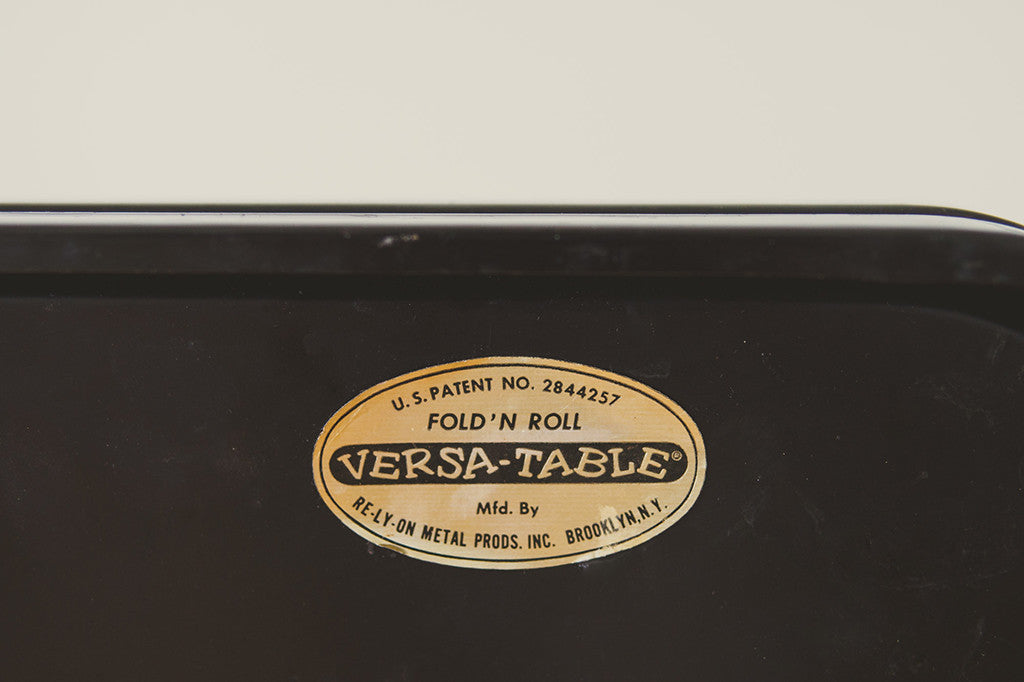 U.S. PATENT NO. 2844257
FOLD'N ROLL
VERSA-TABLE®
Mfd. By
RE-LY-ON METAL PRODS. INC. BROOKLYN, N.Y.